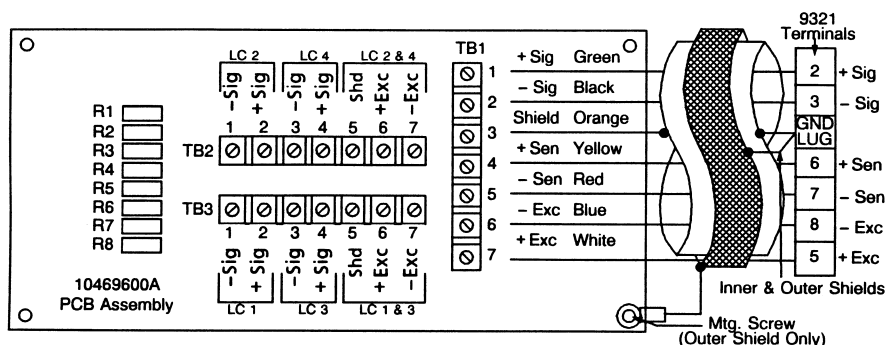 9321
Terminals
LC 2
LC 4
LC 2 & 4
TB1
−Sig
+Sig
−Sig
+Sig
Shd
+Exc
−Exc
1 2 3 4 5 6 7
TB2
R1
R2
R3
R4
R5
R6
R7
R8
TB3
1 2 3 4 5 6 7
−Sig
+Sig
−Sig
+Sig
Shd
+Exc
−Exc
LC 1
LC 3
LC 1 & 3
10469600A
PCB Assembly
1 + Sig Green
2 − Sig Black
3 Shield Orange
4 + Sen Yellow
5 − Sen Red
6 − Exc Blue
7 + Exc White
2 + Sig
3 − Sig
GND
LUG
6 + Sen
7 − Sen
8 − Exc
5 + Exc
Inner & Outer Shields
Mtg. Screw
(Outer Shield Only)